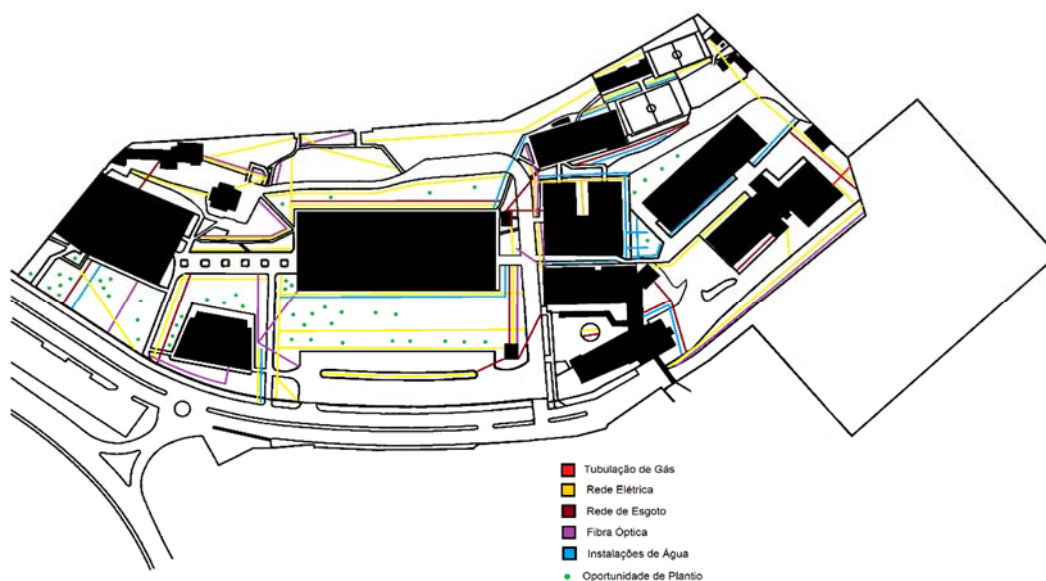 Tubulação de Gás
Rede Elétrica
Rede de Esgoto
Fibra Óptica
Instalações de Água
Oportunidade de Plantio